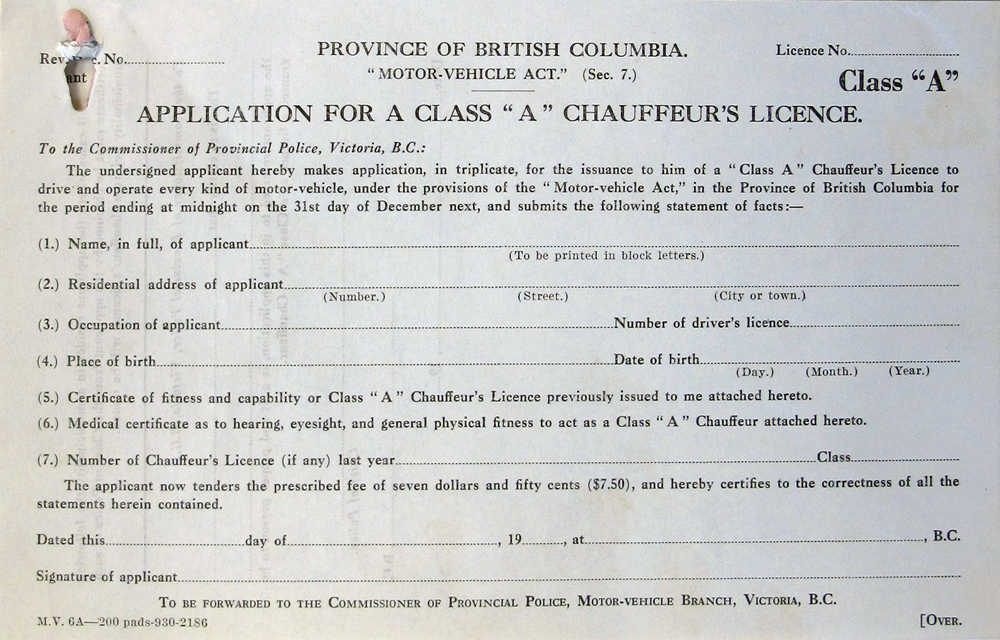 Rev. c. No.
PROVINCE OF BRITISH COLUMBIA.
Licence No.
ant
"MOTOR-VEHICLE ACT." (Sec. 7.)
Class "A"
APPLICATION FOR A CLASS "A" CHAUFFEUR'S LICENCE.
To the Commissioner of Provincial Police, Victoria, B.C.:
The undersigned applicant hereby makes application, in triplicate, for the issuance to him of a "Class A" Chauffeur's Licence to
drive and operate every kind of motor-vehicle, under the provisions of the "Motor-vehicle Act," in the Province of British Columbia for
the period ending at midnight on the 31st day of December next, and submits the following statement of facts:—
(1.) Name, in full, of applicant
(To be printed in block letters.)
(2.) Residential address of applicant
(Number.) (Street.) (City or town.)
(3.) Occupation of applicant Number of driver's licence
(4.) Place of birth Date of birth
(Day.) (Month.) (Year.)
(5.) Certificate of fitness and capability or Class "A" Chauffeur's Licence previously issued to me attached hereto.
(6.) Medical certificate as to hearing, eyesight, and general physical fitness to act as a Class "A" Chauffeur attached hereto.
(7.) Number of Chauffeur's Licence (if any) last year Class
The applicant now tenders the prescribed fee of seven dollars and fifty cents ($7.50), and hereby certifies to the correctness of all the
statements herein contained.
Dated this day of , 19 , at , B.C.
Signature of applicant
TO BE FORWARDED TO THE COMMISSIONER OF PROVINCIAL POLICE, MOTOR-VEHICLE BRANCH, VICTORIA, B.C.
M.V. 6A—200 pads-930-2186
[OVER.